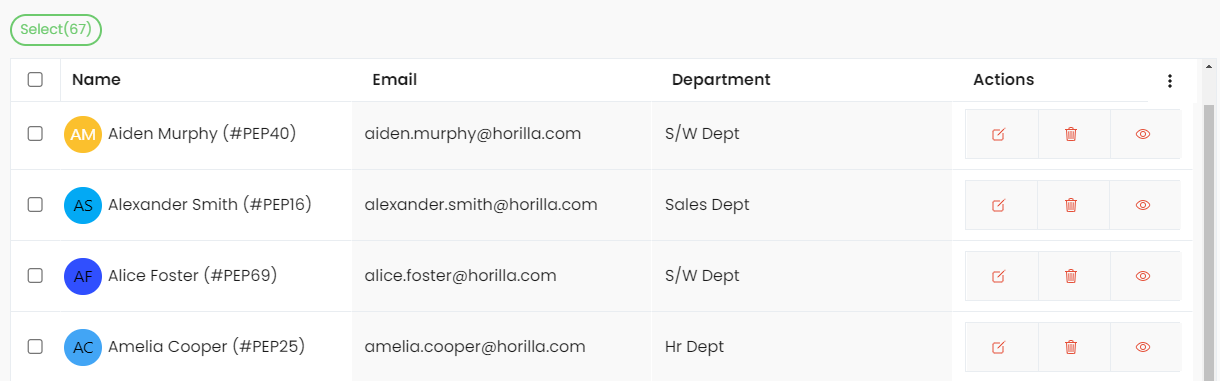 Select(67)
Name Email Department Actions
AM Aiden Murphy (#PEP40) aiden.murphy@horilla.com S/W Dept
AS Alexander Smith (#PEP16) alexander.smith@horilla.com Sales Dept
AF Alice Foster (#PEP69) alice.foster@horilla.com S/W Dept
AC Amelia Cooper (#PEP25) amelia.cooper@horilla.com Hr Dept